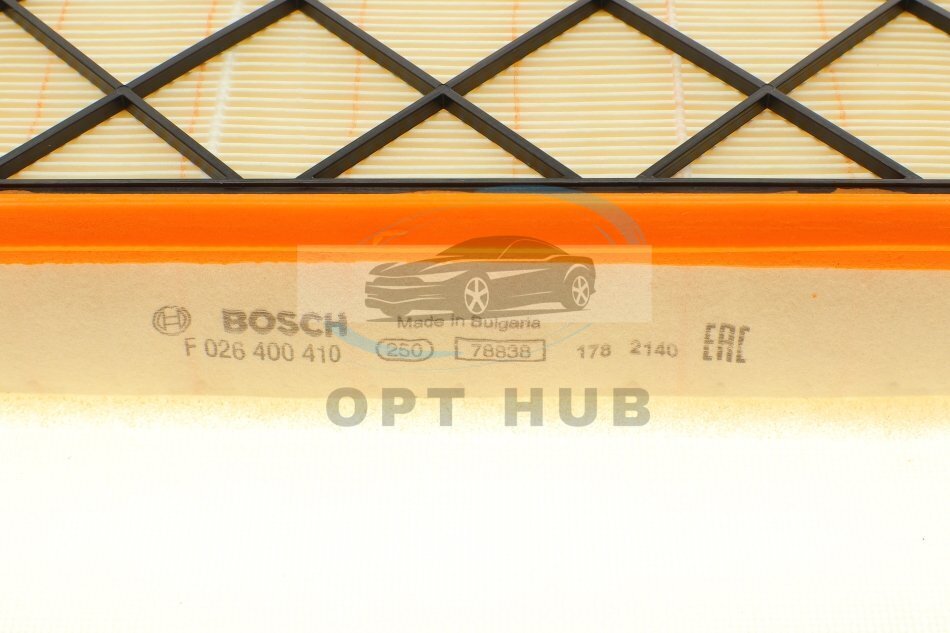 BOSCH Made in Bulgaria
F 026 400 410 250 78838 178 2140 EAC
OPT HUB